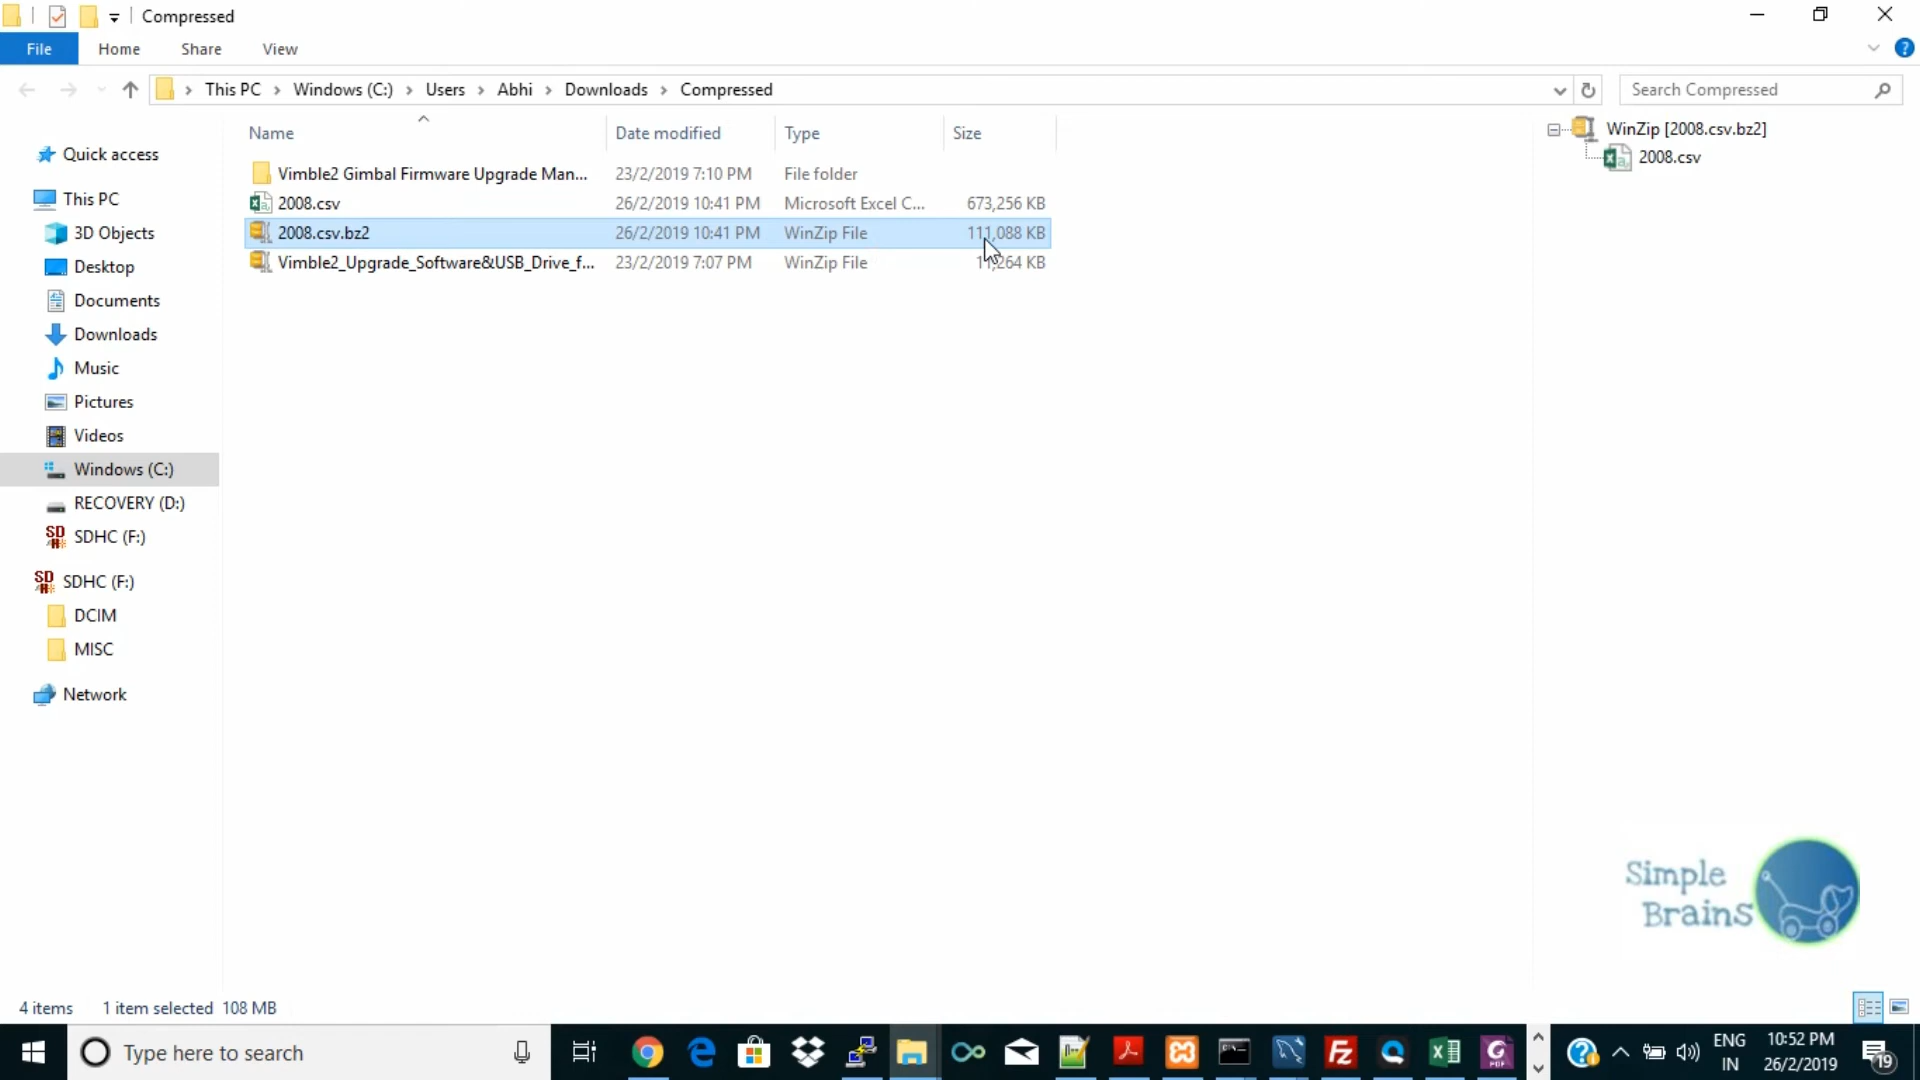 Compressed
File Home Share View
This PC Windows (C:) Users Abhi Downloads Compressed
Search Compressed
Name Date modified Type Size
Vimble2 Gimbal Firmware Upgrade Man... 23/2/2019 7:10 PM File folder
2008.csv 26/2/2019 10:41 PM Microsoft Excel C... 673,256 KB
2008.csv.bz2 26/2/2019 10:41 PM WinZip File 111,088 KB
Vimble2_Upgrade_Software&USB_Drive_f... 23/2/2019 7:07 PM WinZip File 11,264 KB
Quick access
This PC
3D Objects
Desktop
Documents
Downloads
Music
Pictures
Videos
Windows (C:)
RECOVERY (D:)
SDHC (F:)
SDHC (F:)
DCIM
MISC
Network
WinZip [2008.csv.bz2]
2008.csv
Simple
Brains
4 items 1 item selected 108 MB
Type here to search
ENG
IN
10:52 PM
26/2/2019
19